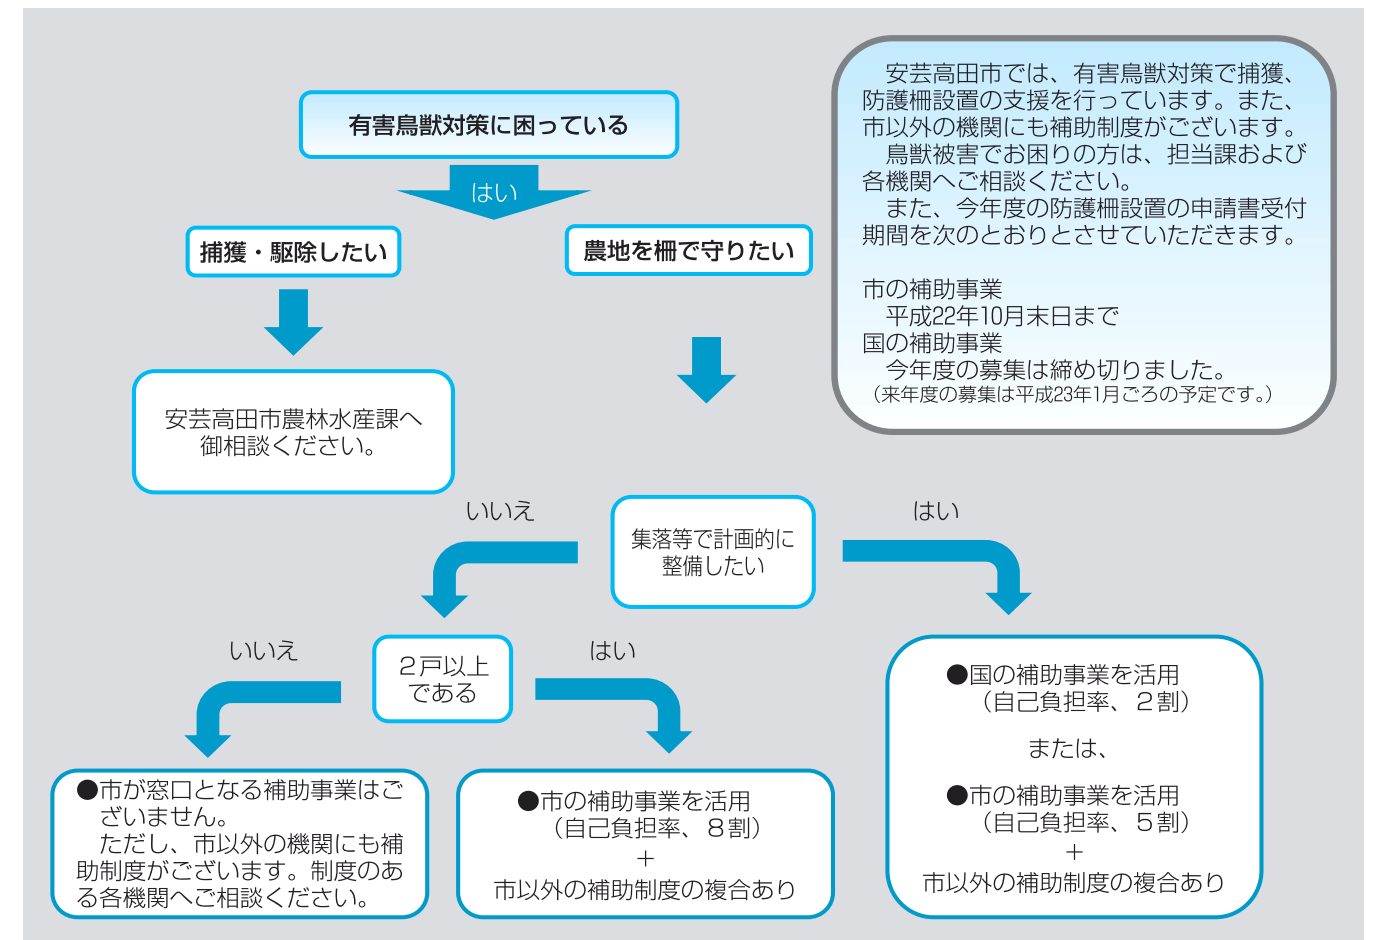 有害鳥獣対策に困っている
はい
捕獲・駆除したい
農地を柵で守りたい
安芸高田市農林水産課へ
御相談ください。
安芸高田市では、有害鳥獣対策で捕獲、
防護柵設置の支援を行っています。また、
市以外の機関にも補助制度がございます。
鳥獣被害でお困りの方は、担当課および
各機関へご相談ください。
また、今年度の防護柵設置の申請書受付
期間を次のとおりとさせていただきます。
市の補助事業
平成22年10月末日まで
国の補助事業
今年度の募集は締め切りました。
（来年度の募集は平成23年1月ごろの予定です。）
いいえ
集落等で計画的に
整備したい
はい
いいえ
２戸以上
である
はい
●市が窓口となる補助事業はご
ざいません。
ただし、市以外の機関にも補
助制度がございます。制度のあ
る各機関へご相談ください。
●市の補助事業を活用
（自己負担率、８割）
＋
市以外の補助制度の複合あり
●国の補助事業を活用
（自己負担率、２割）
または、
●市の補助事業を活用
（自己負担率、５割）
＋
市以外の補助制度の複合あり